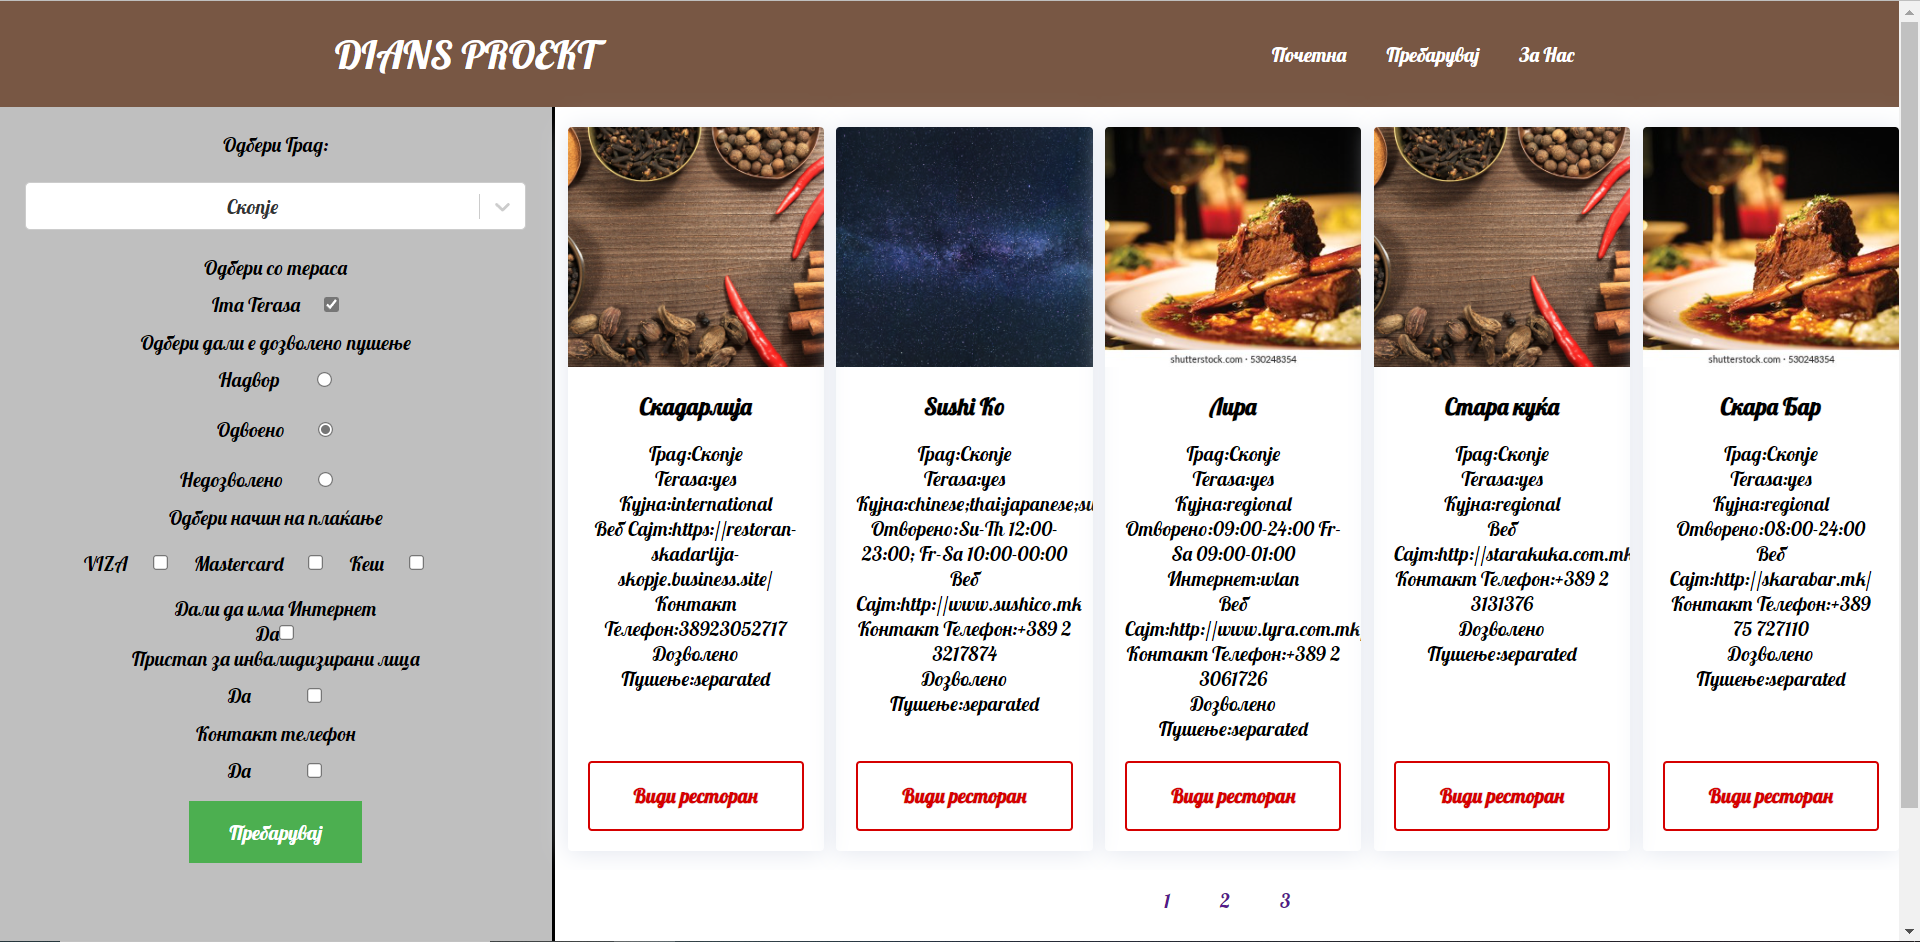 DIANS PROEKT
Почетна
Пребарувај
За Нас
Одбери Град:
Скопје
Одбери со тераса
Ima Terasa
Одбери дали е дозволено пушење
Надвор
Одвоено
Недозволено
Одбери начин на плаќање
VIZA Mastercard Кеш
Дали да има Интернет
Да
Пристап за инвалидизирани лица
Да
Контакт телефон
Да
Пребарувај
Скадарлија
Град:Скопје
Terasa:yes
Кујна:international
Веб Сајт:https://restoran-
skadarlija-
skopje.business.site/
Контакт
Телефон:38923052717
Дозволено
Пушење:separated
Види ресторан
Sushi Ko
Град:Скопје
Terasa:yes
Кујна:chinese;thai;japanese;su
Отворено:Su-Th 12:00-
23:00; Fr-Sa 10:00-00:00
Веб
Сајт:http://www.sushico.mk
Контакт Телефон:+389 2
3217874
Дозволено
Пушење:separated
Види ресторан
shutterstock.com · 530248354
Лира
Град:Скопје
Terasa:yes
Кујна:regional
Отворено:09:00-24:00 Fr-
Sa 09:00-01:00
Интернет:wlan
Веб
Сајт:http://www.lyra.com.mk
Контакт Телефон:+389 2
3061726
Дозволено
Пушење:separated
Види ресторан
Стара куќа
Град:Скопје
Terasa:yes
Кујна:regional
Веб
Сајт:http://starakuka.com.mk
Контакт Телефон:+389 2
3131376
Дозволено
Пушење:separated
Види ресторан
shutterstock.com · 530248354
Скара Бар
Град:Скопје
Terasa:yes
Кујна:regional
Отворено:08:00-24:00
Веб
Сајт:http://skarabar.mk/
Контакт Телефон:+389
75 727110
Дозволено
Пушење:separated
Види ресторан
1 2 3